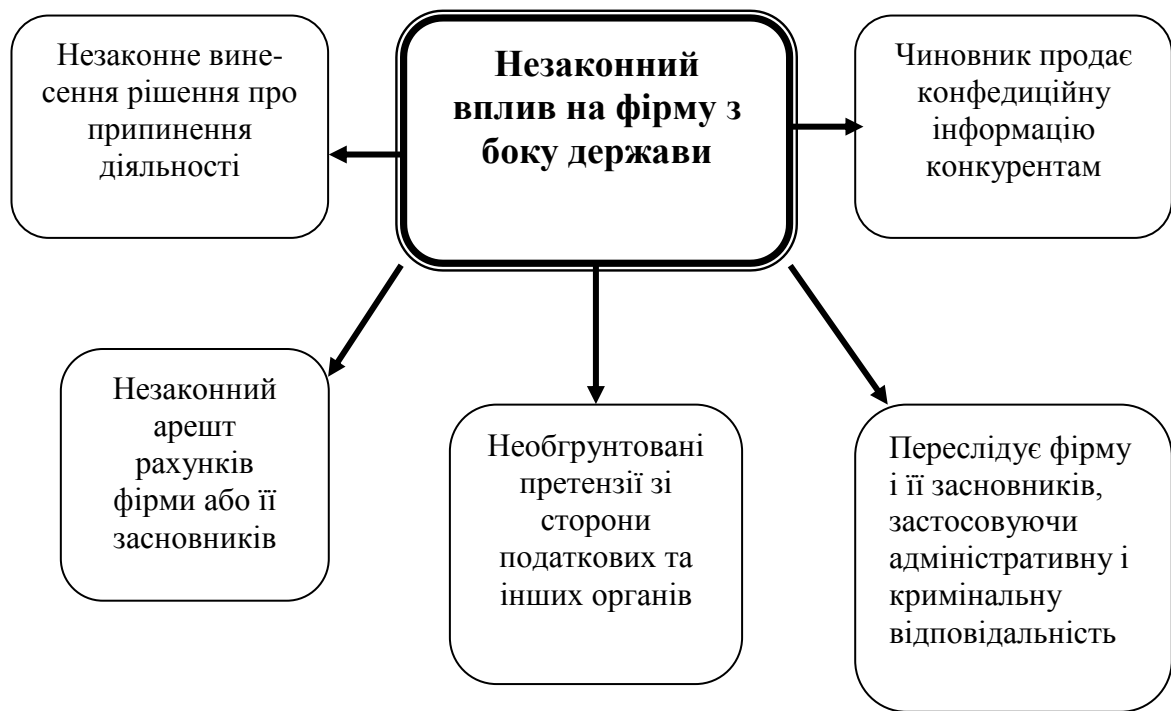 Незаконне вине-
сення рішення про
припинення
діяльності
Незаконний
вплив на фірму з
боку держави
Чиновник продає
конфедиційну
інформацію
конкурентам
Незаконний
арешт
рахунків
фірми або її
засновників
Необгрунтовані
претензії зі
сторони
податкових та
інших органів
Переслідує фірму
і її засновників,
застосовуючи
адміністративну і
кримінальну
відповідальність